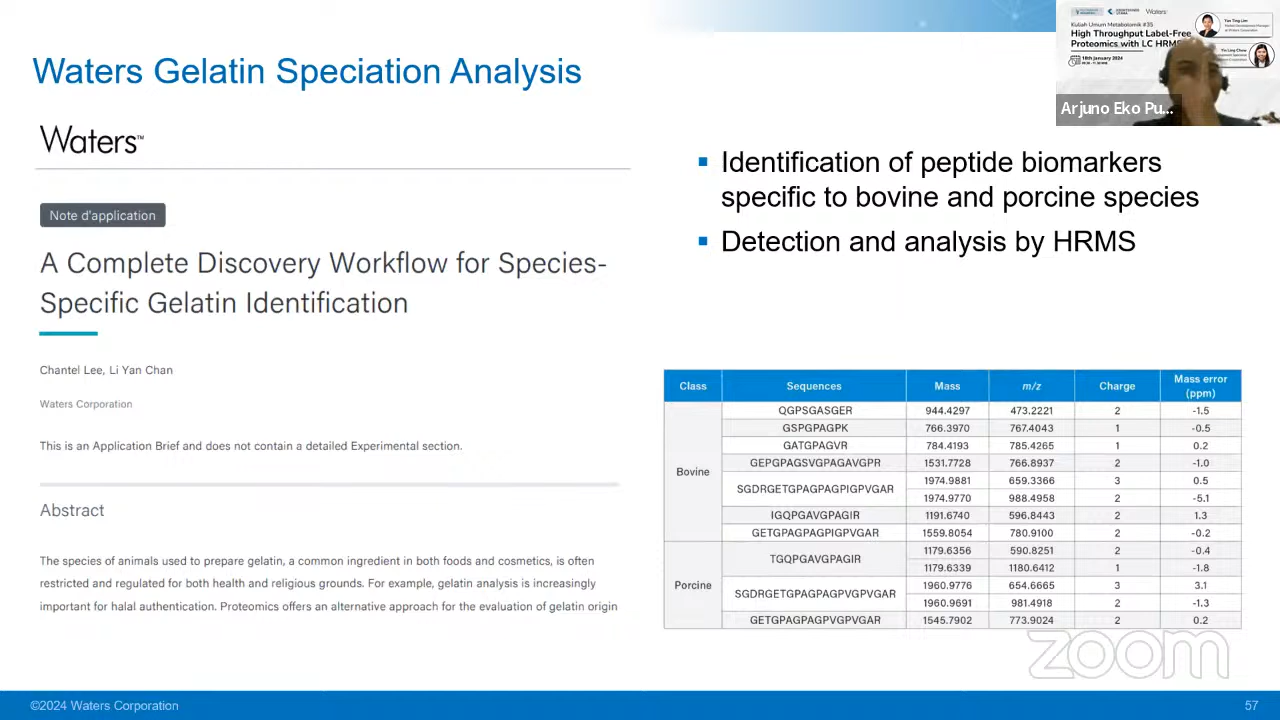 Waters Gelatin Speciation Analysis
Waters™
Note d'application
A Complete Discovery Workflow for Species-
Specific Gelatin Identification
Chantel Lee, Li Yan Chan
Waters Corporation
This is an Application Brief and does not contain a detailed Experimental section.
Abstract
The species of animals used to prepare gelatin, a common ingredient in both foods and cosmetics, is often
restricted and regulated for both health and religious grounds. For example, gelatin analysis is increasingly
important for halal authentication. Proteomics offers an alternative approach for the evaluation of gelatin origin
Kuliah Umum Metabolomik #35
High Throughput Label-Free
Proteomics with LC HRMS
18th January 2024
Waters
Arjuno Eko Pu...
▪ Identification of peptide biomarkers
specific to bovine and porcine species
▪ Detection and analysis by HRMS
Class Sequences Mass m/z Charge Mass error
(ppm)
Bovine
QGPSGASGER 944.4297 473.2221 2 -1.5
GSPGPAGPK 766.3970 767.4043 1 -0.5
GATGPAGVR 784.4193 785.4265 1 0.2
GEPGPAGSVGPAGAVGPR 1531.7728 766.8937 2 -1.0
SGDRGETGPAGPAGPIGPVGAR 1974.9881 659.3366 3 0.5
1974.9770 988.4958 2 -5.1
IGQPGAVGPAGIR 1191.6740 596.8443 2 1.3
GETGPAGPAGPIGPVGAR 1559.8054 780.9100 2 -0.2
Porcine
TGQPGAVGPAGIR 1179.6356 590.8251 2 -0.4
1179.6339 1180.6412 1 -1.8
SGDRGETGPAGPAGPVGPVGAR 1960.9776 654.6665 3 3.1
1960.9691 981.4918 2 -1.3
GETGPAGPAGPVGPVGAR 1545.7902 773.9024 2 0.2
zoom
©2024 Waters Corporation
57